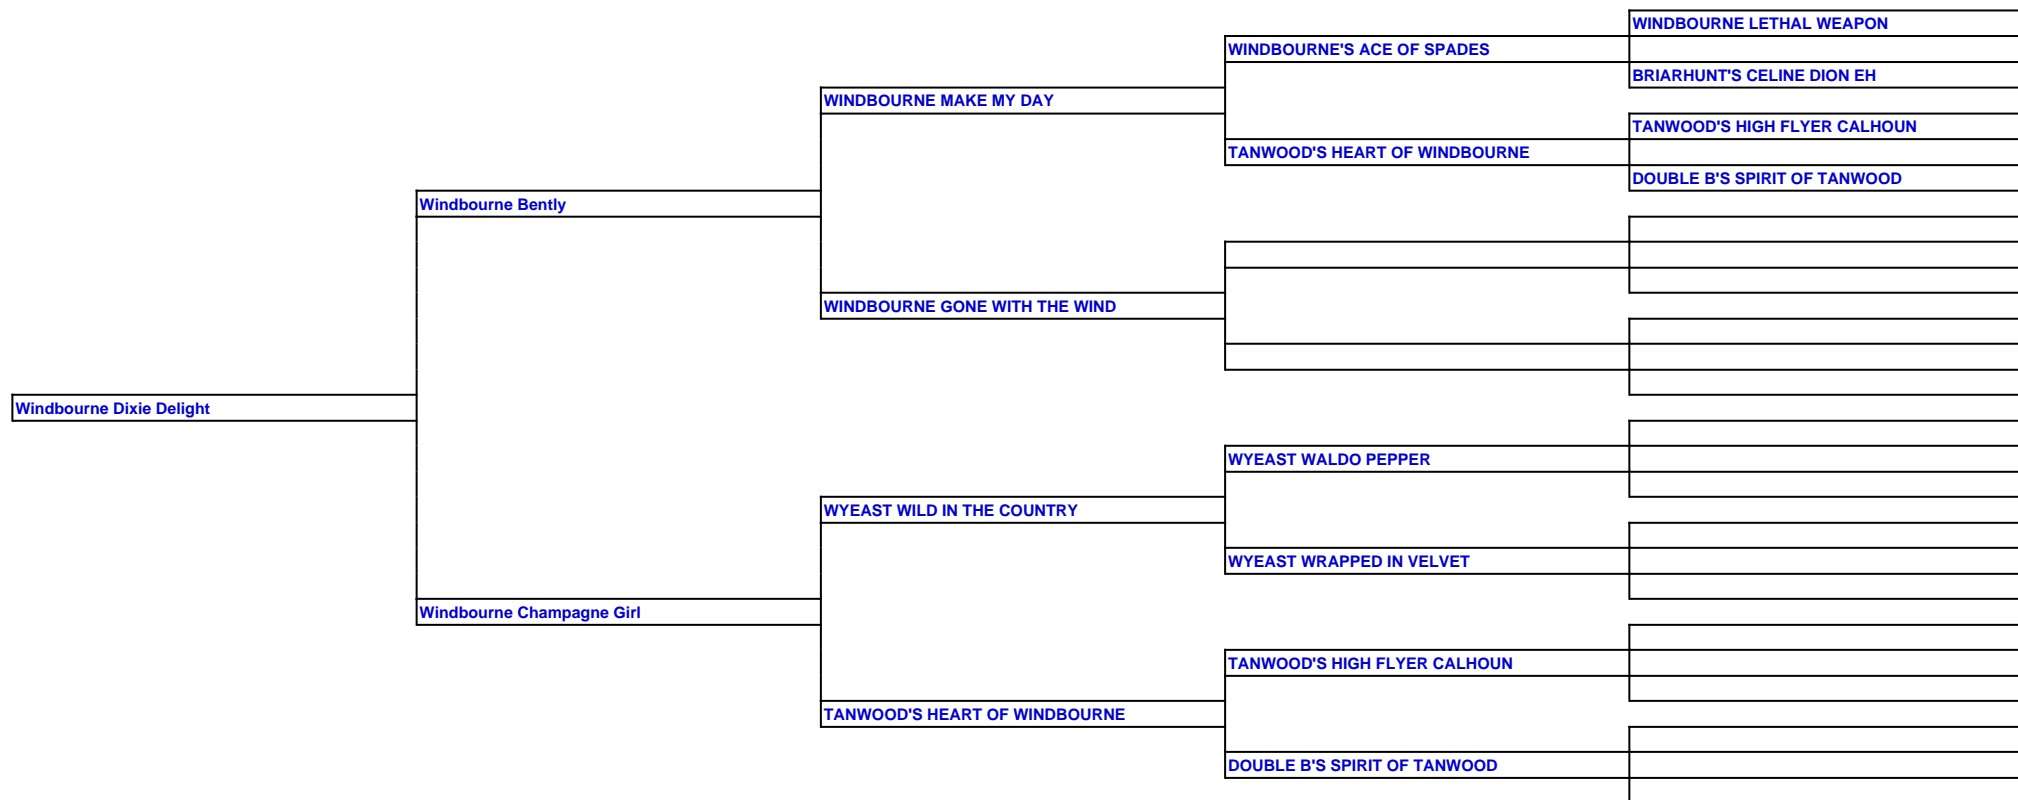 WINDBOURNE LETHAL WEAPON
WINDBOURNE'S ACE OF SPADES
BRIARHUNT'S CELINE DION EH
WINDBOURNE MAKE MY DAY
TANWOOD'S HIGH FLYER CALHOUN
TANWOOD'S HEART OF WINDBOURNE
DOUBLE B'S SPIRIT OF TANWOOD
Windbourne Bently
WINDBOURNE GONE WITH THE WIND
Windbourne Dixie Delight
WYEAST WALDO PEPPER
WYEAST WILD IN THE COUNTRY
WYEAST WRAPPED IN VELVET
Windbourne Champagne Girl
TANWOOD'S HIGH FLYER CALHOUN
TANWOOD'S HEART OF WINDBOURNE
DOUBLE B'S SPIRIT OF TANWOOD